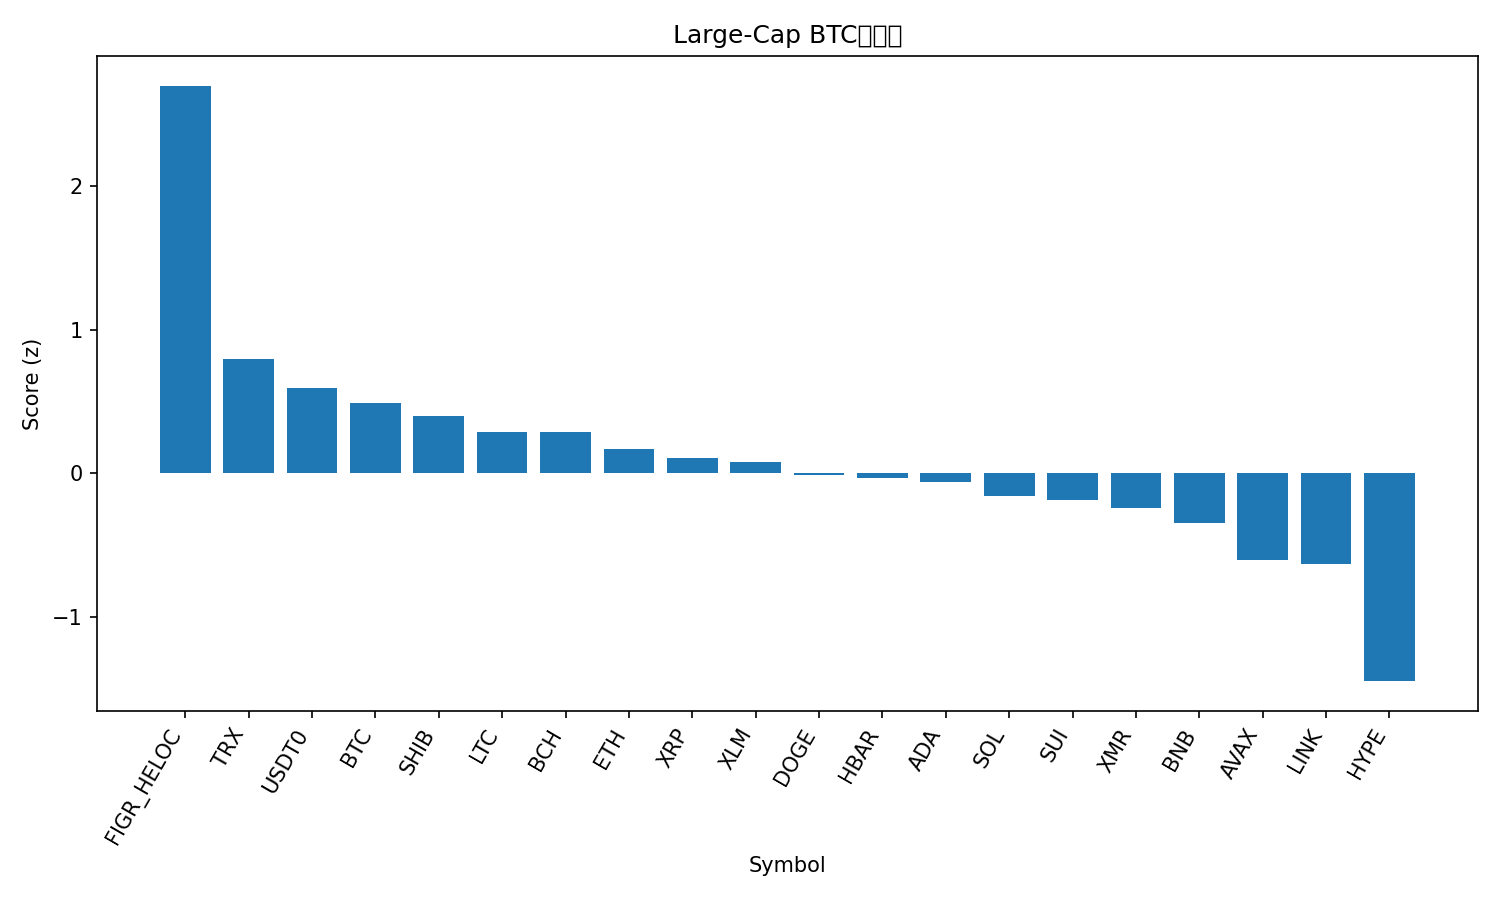 Large-Cap BTC
Score (z)
2
1
0
−1
FIGR_HELOC
TRX
USDT0
BTC
SHIB
LTC
BCH
ETH
XRP
XLM
DOGE
HBAR
ADA
SOL
SUI
XMR
BNB
AVAX
LINK
HYPE
Symbol